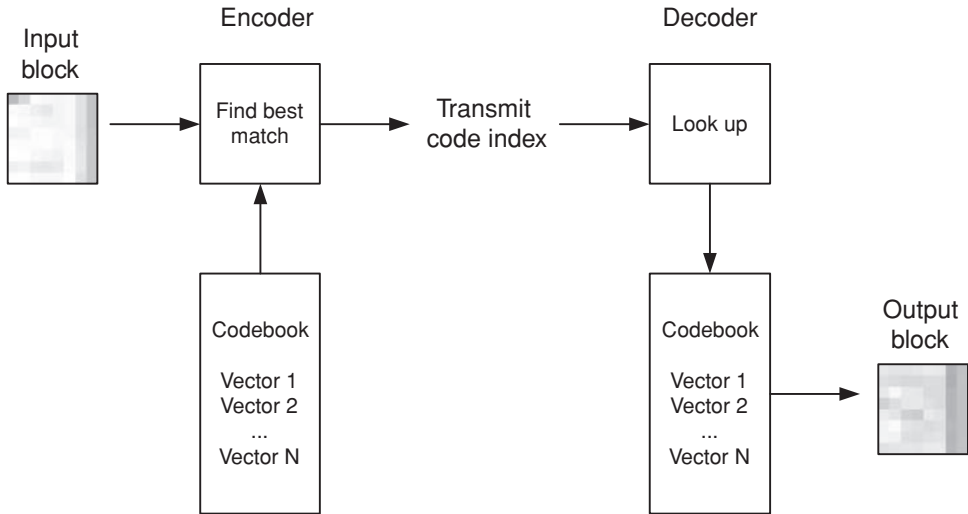 Encoder
Decoder
Input
block
Find best
match
Transmit
code index
Look up
Codebook
Vector 1
Vector 2
...
Vector N
Codebook
Vector 1
Vector 2
...
Vector N
Output
block